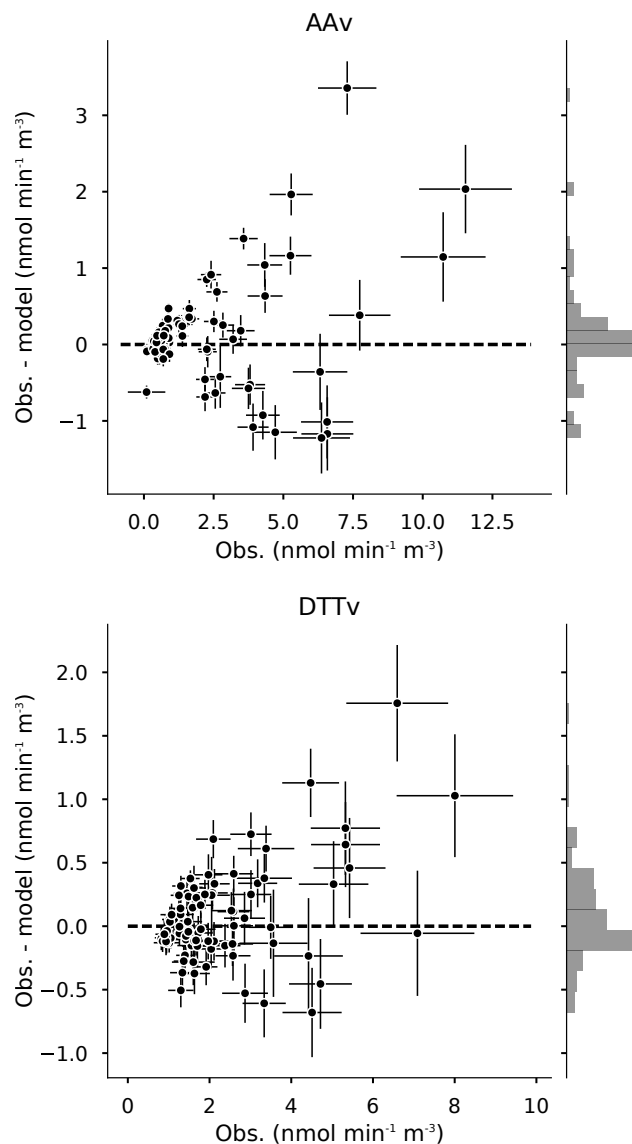 AAv
Obs. - model (nmol min⁻¹ m⁻³)
3
2
1
0
−1
0.0 2.5 5.0 7.5 10.0 12.5
Obs. (nmol min⁻¹ m⁻³)
DTTv
Obs. - model (nmol min⁻¹ m⁻³)
2.0
1.5
1.0
0.5
0.0
−0.5
−1.0
0 2 4 6 8 10
Obs. (nmol min⁻¹ m⁻³)